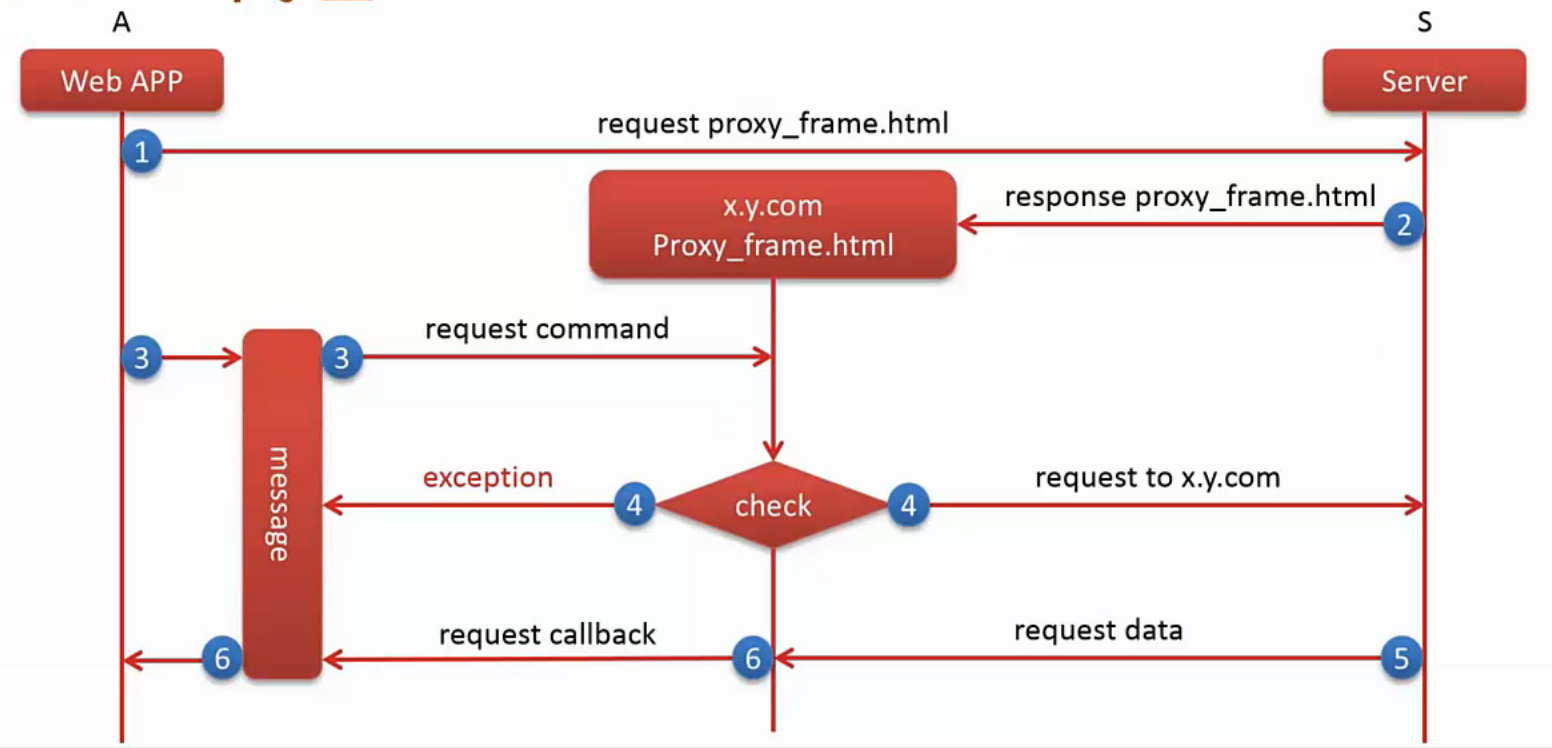 A
S
Web APP
Server
request proxy_frame.html
1
x.y.com
Proxy_frame.html
response proxy_frame.html
2
3
3
request command
message
exception
4
check
4
request to x.y.com
6
request callback
6
request data
5